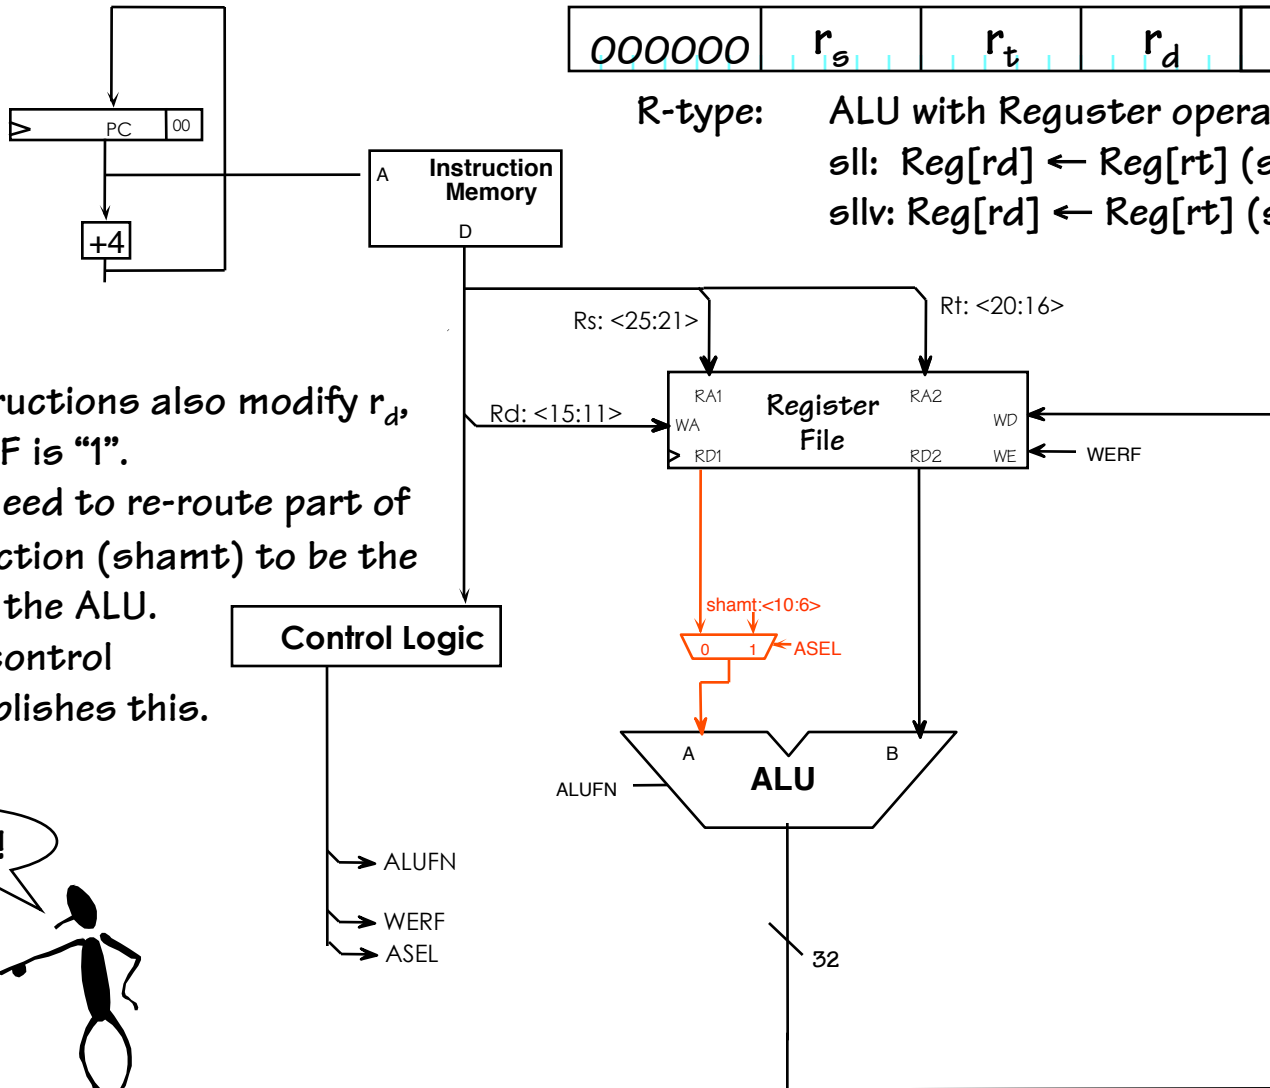 000000 rs rt rd
R-type: ALU with Reguster opera
sll: Reg[rd] ← Reg[rt] (s
sllv: Reg[rd] ← Reg[rt] (s
PC 00
+4
A Instruction
Memory
D
Rs: <25:21>
Rt: <20:16>
Rd: <15:11>
RA1 RA2
WA Register
File WD
RD1 RD2 WE
WERF
ructions also modify rd,
F is “1”.
eed to re-route part of
ction (shamt) to be the
the ALU.
control
plishes this.
shamt:<10:6>
0 1 ASEL
Control Logic
A B
ALU
ALUFN
ALUFN
WERF
ASEL
32
!